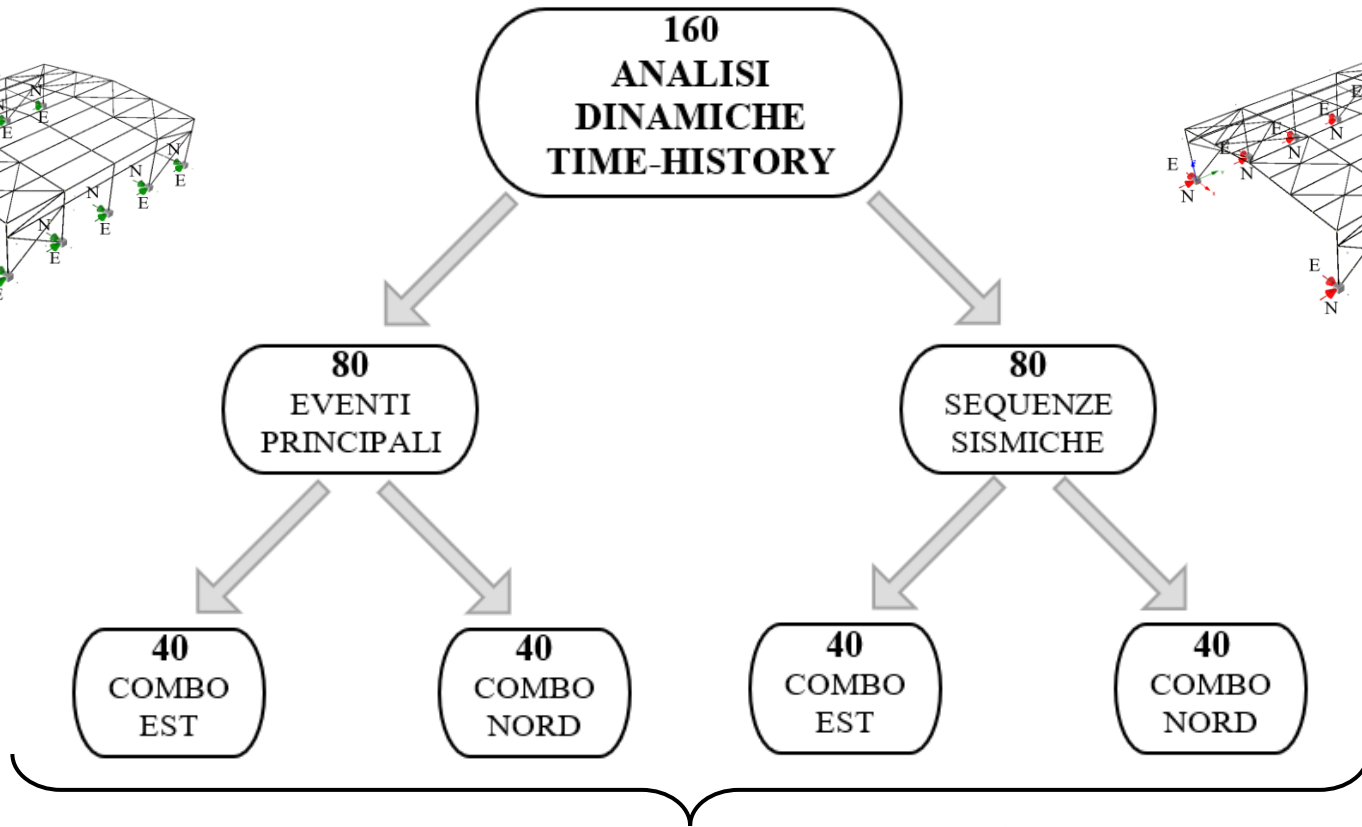 160
ANALISI
DINAMICHE
TIME-HISTORY
N
N
E
E
N
E
N
E
N
E
N
E
E
E
E
N
E
N
E
N
E
N
E
N
80
EVENTI
PRINCIPALI
80
SEQUENZE
SISMICHE
40
COMBO
EST
40
COMBO
NORD
40
COMBO
EST
40
COMBO
NORD